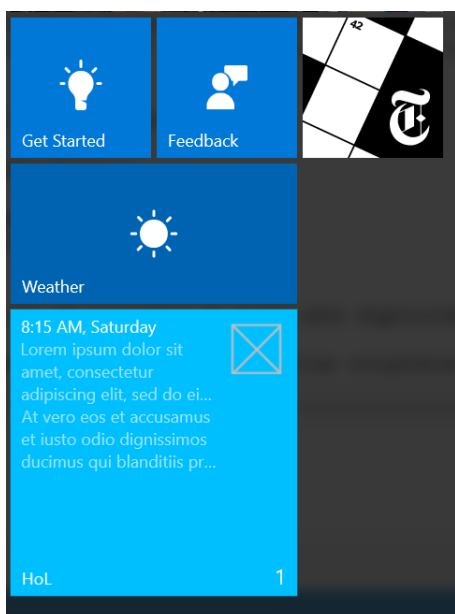 42
T
Get Started
Feedback
Weather
8:15 AM, Saturday
Lorem ipsum dolor sit
amet, consectetur
adipiscing elit, sed do ei...
At vero eos et accusamus
et iusto odio dignissimos
ducimus qui blanditiis pr...
HoL
1